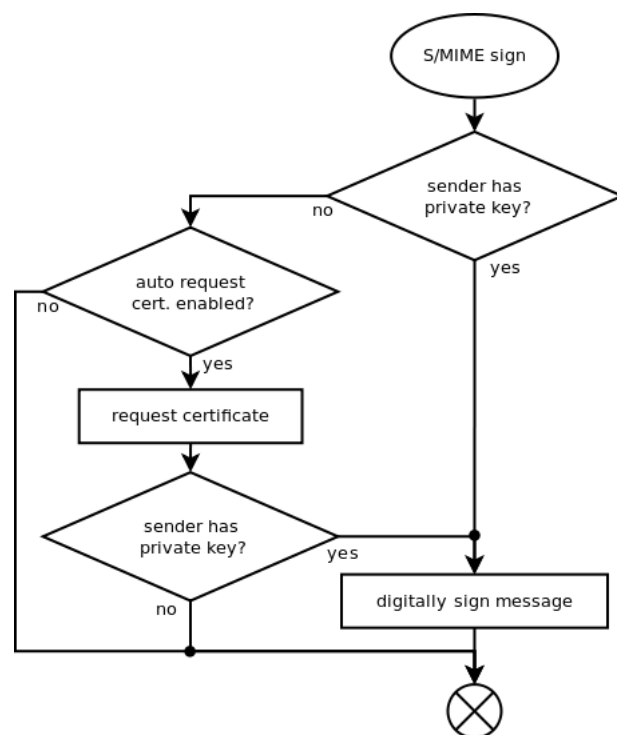 S/MIME sign
sender has
private key?
no
yes
auto request
cert. enabled?
no
yes
request certificate
sender has
private key?
yes
no
digitally sign message